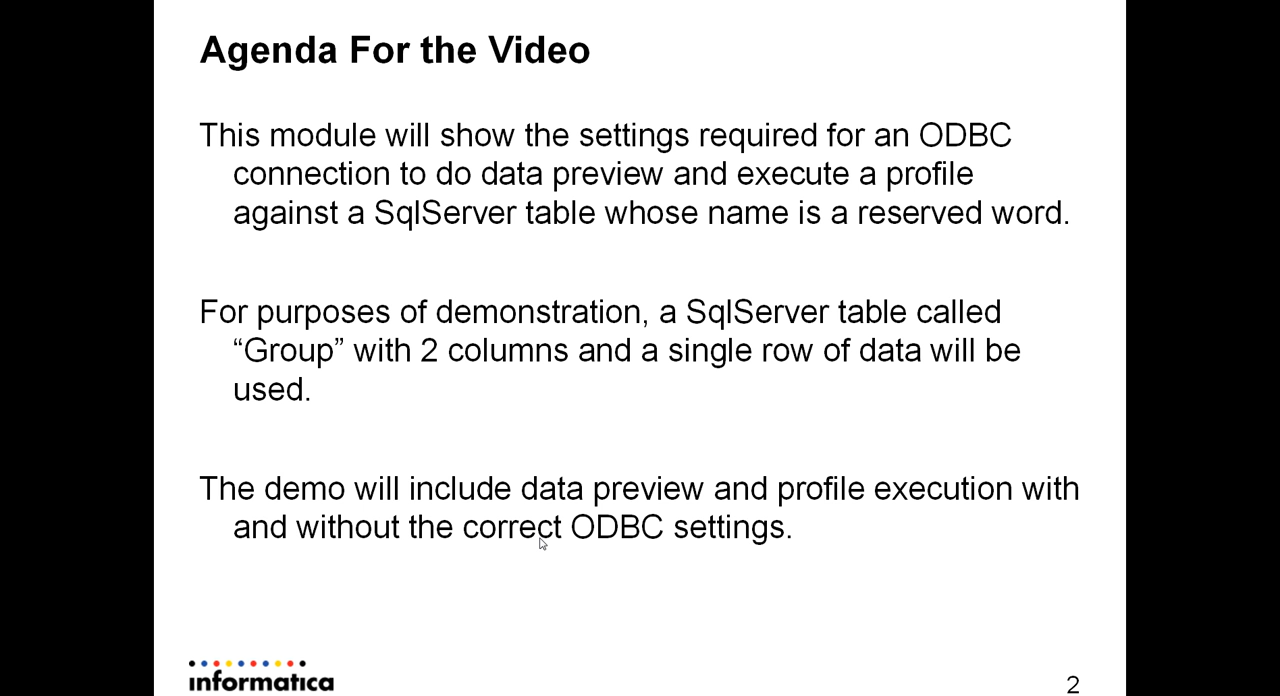 Agenda For the Video
This module will show the settings required for an ODBC
connection to do data preview and execute a profile
against a SqlServer table whose name is a reserved word.
For purposes of demonstration, a SqlServer table called
“Group” with 2 columns and a single row of data will be
used.
The demo will include data preview and profile execution with
and without the correct ODBC settings.
informatica
2